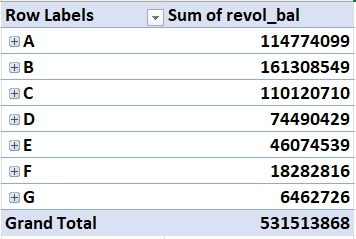 Row Labels Sum of revol_bal
A 114774099
B 161308549
C 110120710
D 74490429
E 46074539
F 18282816
G 6462726
Grand Total 531513868